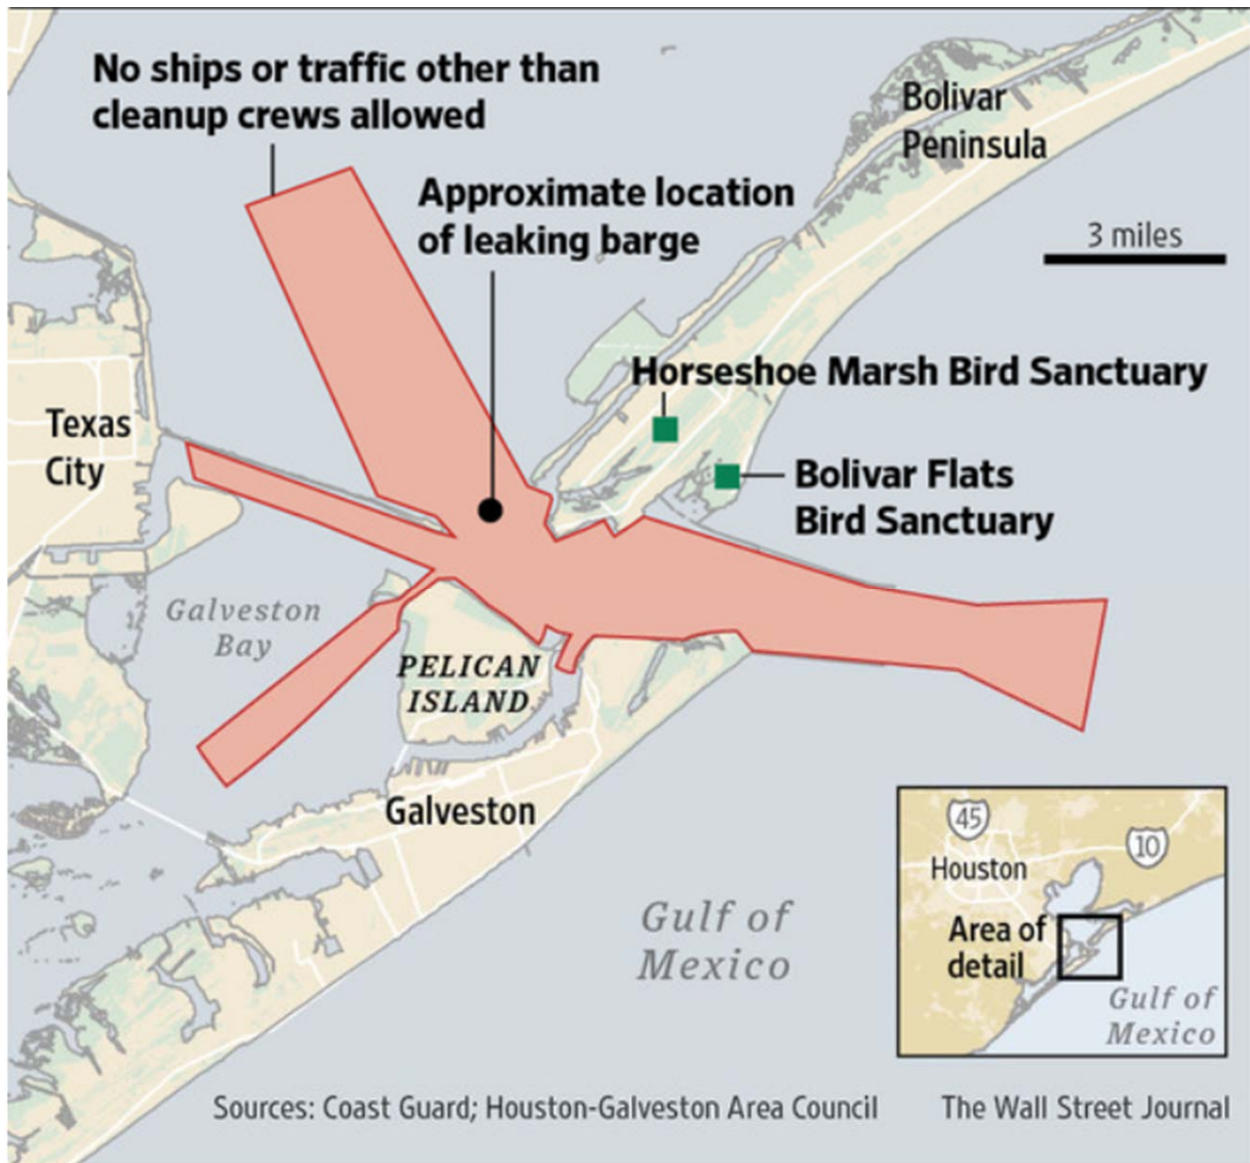 No ships or traffic other than
cleanup crews allowed
Bolivar
Peninsula
Approximate location
of leaking barge
3 miles
Horseshoe Marsh Bird Sanctuary
Texas
City
Bolivar Flats
Bird Sanctuary
Galveston
Bay
PELICAN
ISLAND
Galveston
45
10
Houston
Area of
detail
Gulf of
Mexico
Gulf of
Mexico
Sources: Coast Guard; Houston-Galveston Area Council
The Wall Street Journal